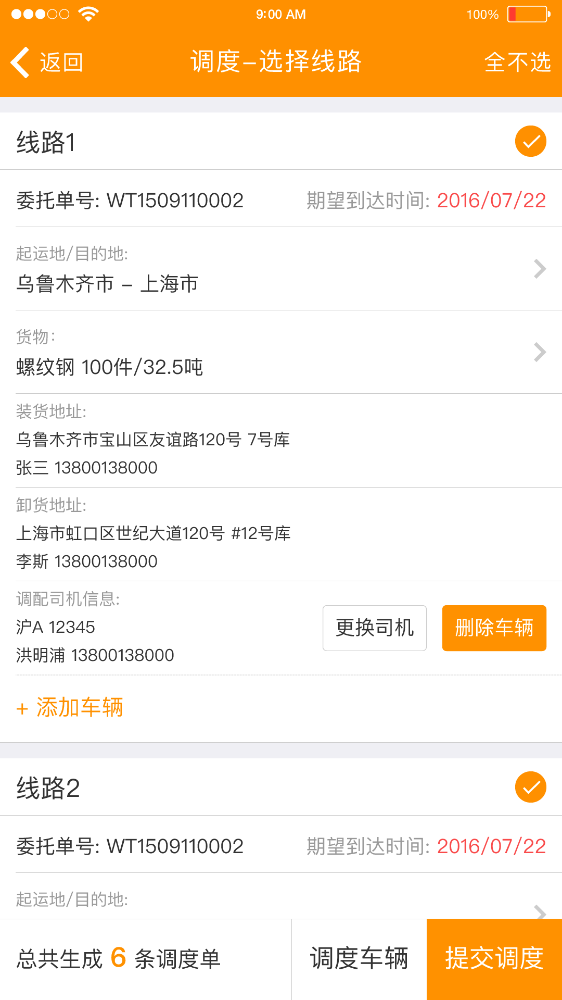 9:00 AM 100%
返回 调度-选择线路 全不选
线路1
委托单号: WT1509110002 期望到达时间: 2016/07/22
起运地/目的地:
乌鲁木齐市 - 上海市
货物:
螺纹钢 100件/32.5吨
装货地址:
乌鲁木齐市宝山区友谊路120号 7号库
张三 13800138000
卸货地址:
上海市虹口区世纪大道120号 #12号库
李斯 13800138000
调配司机信息:
沪A 12345
洪明浦 13800138000
更换司机 删除车辆
+ 添加车辆
线路2
委托单号: WT1509110002 期望到达时间: 2016/07/22
起运地/目的地:
总共生成 6 条调度单 调度车辆 提交调度